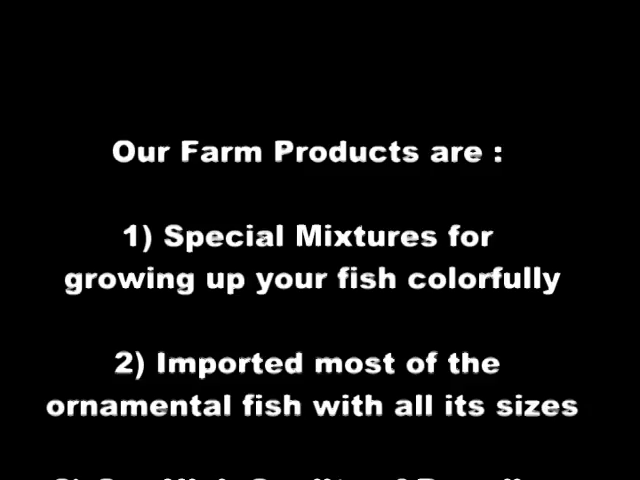 Our Farm Products are :
1) Special Mixtures for
growing up your fish colorfully
2) Imported most of the
ornamental fish with all its sizes